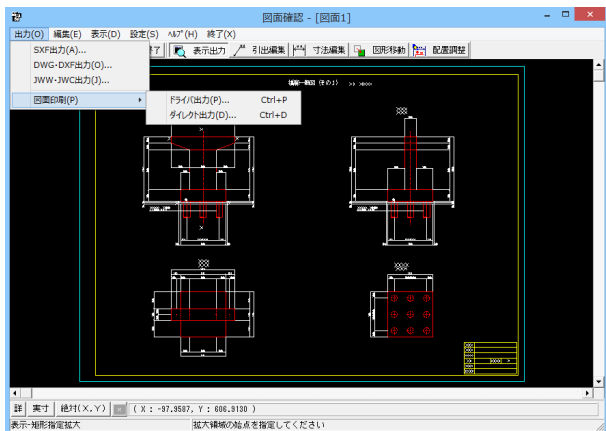 図面確認 - [図面1]
出力(O) 編集(E) 表示(D) 設定(S) ﾍﾙﾌﾟ(H) 終了(X)
SXF出力(A)...
DWG・DXF出力(O)...
JWW・JWC出力(J)...
図面印刷(P)
ドライバ出力(P)... Ctrl+P
ダイレクト出力(D)... Ctrl+D
終了 表示出力 引出編集 寸法編集 図形移動 配置調整
(その1)
詳 実寸 絶対(X,Y) ( X : -97.9587, Y : 606.9130 )
表示-矩形指定拡大 拡大領域の始点を指定してください